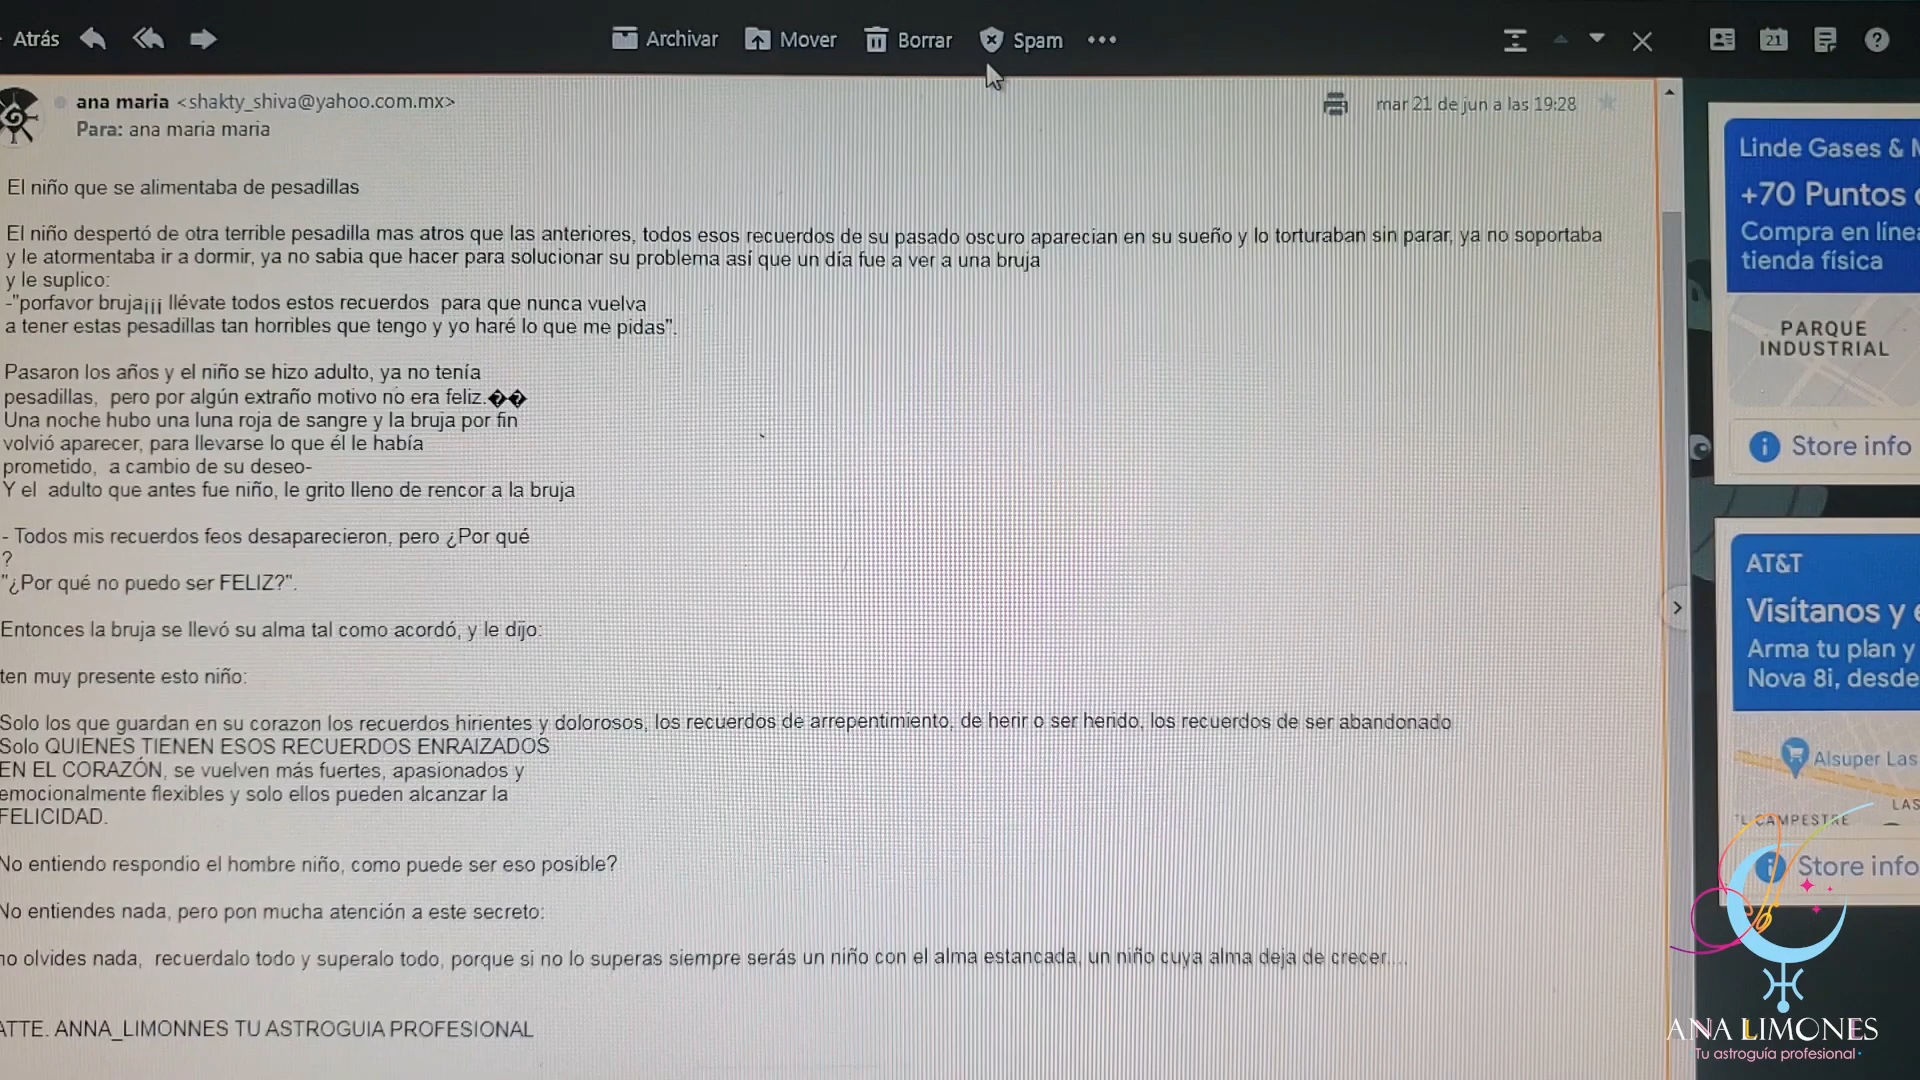 Atrás
Archivar
Mover
Borrar
Spam
21
ana maria <shakty_shiva@yahoo.com.mx>
mar 21 de jun a las 19:28
Para: ana maria maria
El niño que se alimentaba de pesadillas
El niño despertó de otra terrible pesadilla mas atros que las anteriores, todos esos recuerdos de su pasado oscuro aparecian en su sueño y lo torturaban sin parar, ya no soportaba
y le atormentaba ir a dormir, ya no sabia que hacer para solucionar su problema así que un día fue a ver a una bruja
y le suplico:
-"porfavor bruja¡¡¡ llévate todos estos recuerdos para que nunca vuelva
a tener estas pesadillas tan horribles que tengo y yo haré lo que me pidas".
Pasaron los años y el niño se hizo adulto, ya no tenía
pesadillas, pero por algún extraño motivo no era feliz.��
Una noche hubo una luna roja de sangre y la bruja por fin
volvió aparecer, para llevarse lo que él le había
prometido, a cambio de su deseo-
Y el adulto que antes fue niño, le grito lleno de rencor a la bruja
- Todos mis recuerdos feos desaparecieron, pero ¿Por qué
?
"¿Por qué no puedo ser FELIZ?".
Entonces la bruja se llevó su alma tal como acordó, y le dijo:
ten muy presente esto niño:
Solo los que guardan en su corazon los recuerdos hirientes y dolorosos, los recuerdos de arrepentimiento, de herir o ser herido, los recuerdos de ser abandonado
Solo QUIENES TIENEN ESOS RECUERDOS ENRAIZADOS
EN EL CORAZÓN, se vuelven más fuertes, apasionados y
emocionalmente flexibles y solo ellos pueden alcanzar la
FELICIDAD.
No entiendo respondio el hombre niño, como puede ser eso posible?
No entiendes nada, pero pon mucha atención a este secreto:
no olvides nada, recuerdalo todo y superalo todo, porque si no lo superas siempre serás un niño con el alma estancada, un niño cuya alma deja de crecer....
ATTE. ANNA_LIMONNES TU ASTROGUIA PROFESIONAL
Linde Gases &
+70 Puntos
Compra en línea
tienda física
PARQUE
INDUSTRIAL
Store info
AT&T
Visítanos y
Arma tu plan y
Nova 8i, desde
Alsuper Las
LAS
CAMPESTRE
Store info
ANA LIMONES
Tu astroguía profesional